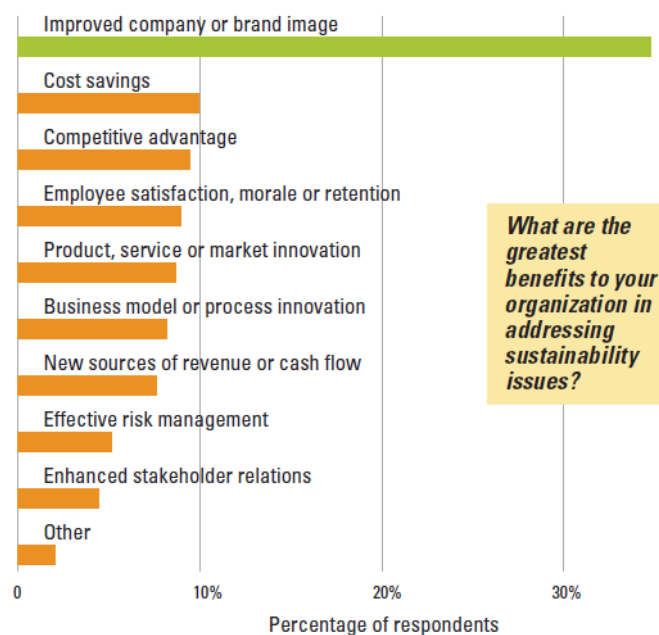 Improved company or brand image
Cost savings
Competitive advantage
Employee satisfaction, morale or retention
Product, service or market innovation
Business model or process innovation
New sources of revenue or cash flow
Effective risk management
Enhanced stakeholder relations
Other
What are the
greatest
benefits to your
organization in
addressing
sustainability
issues?
0 10% 20% 30%
Percentage of respondents